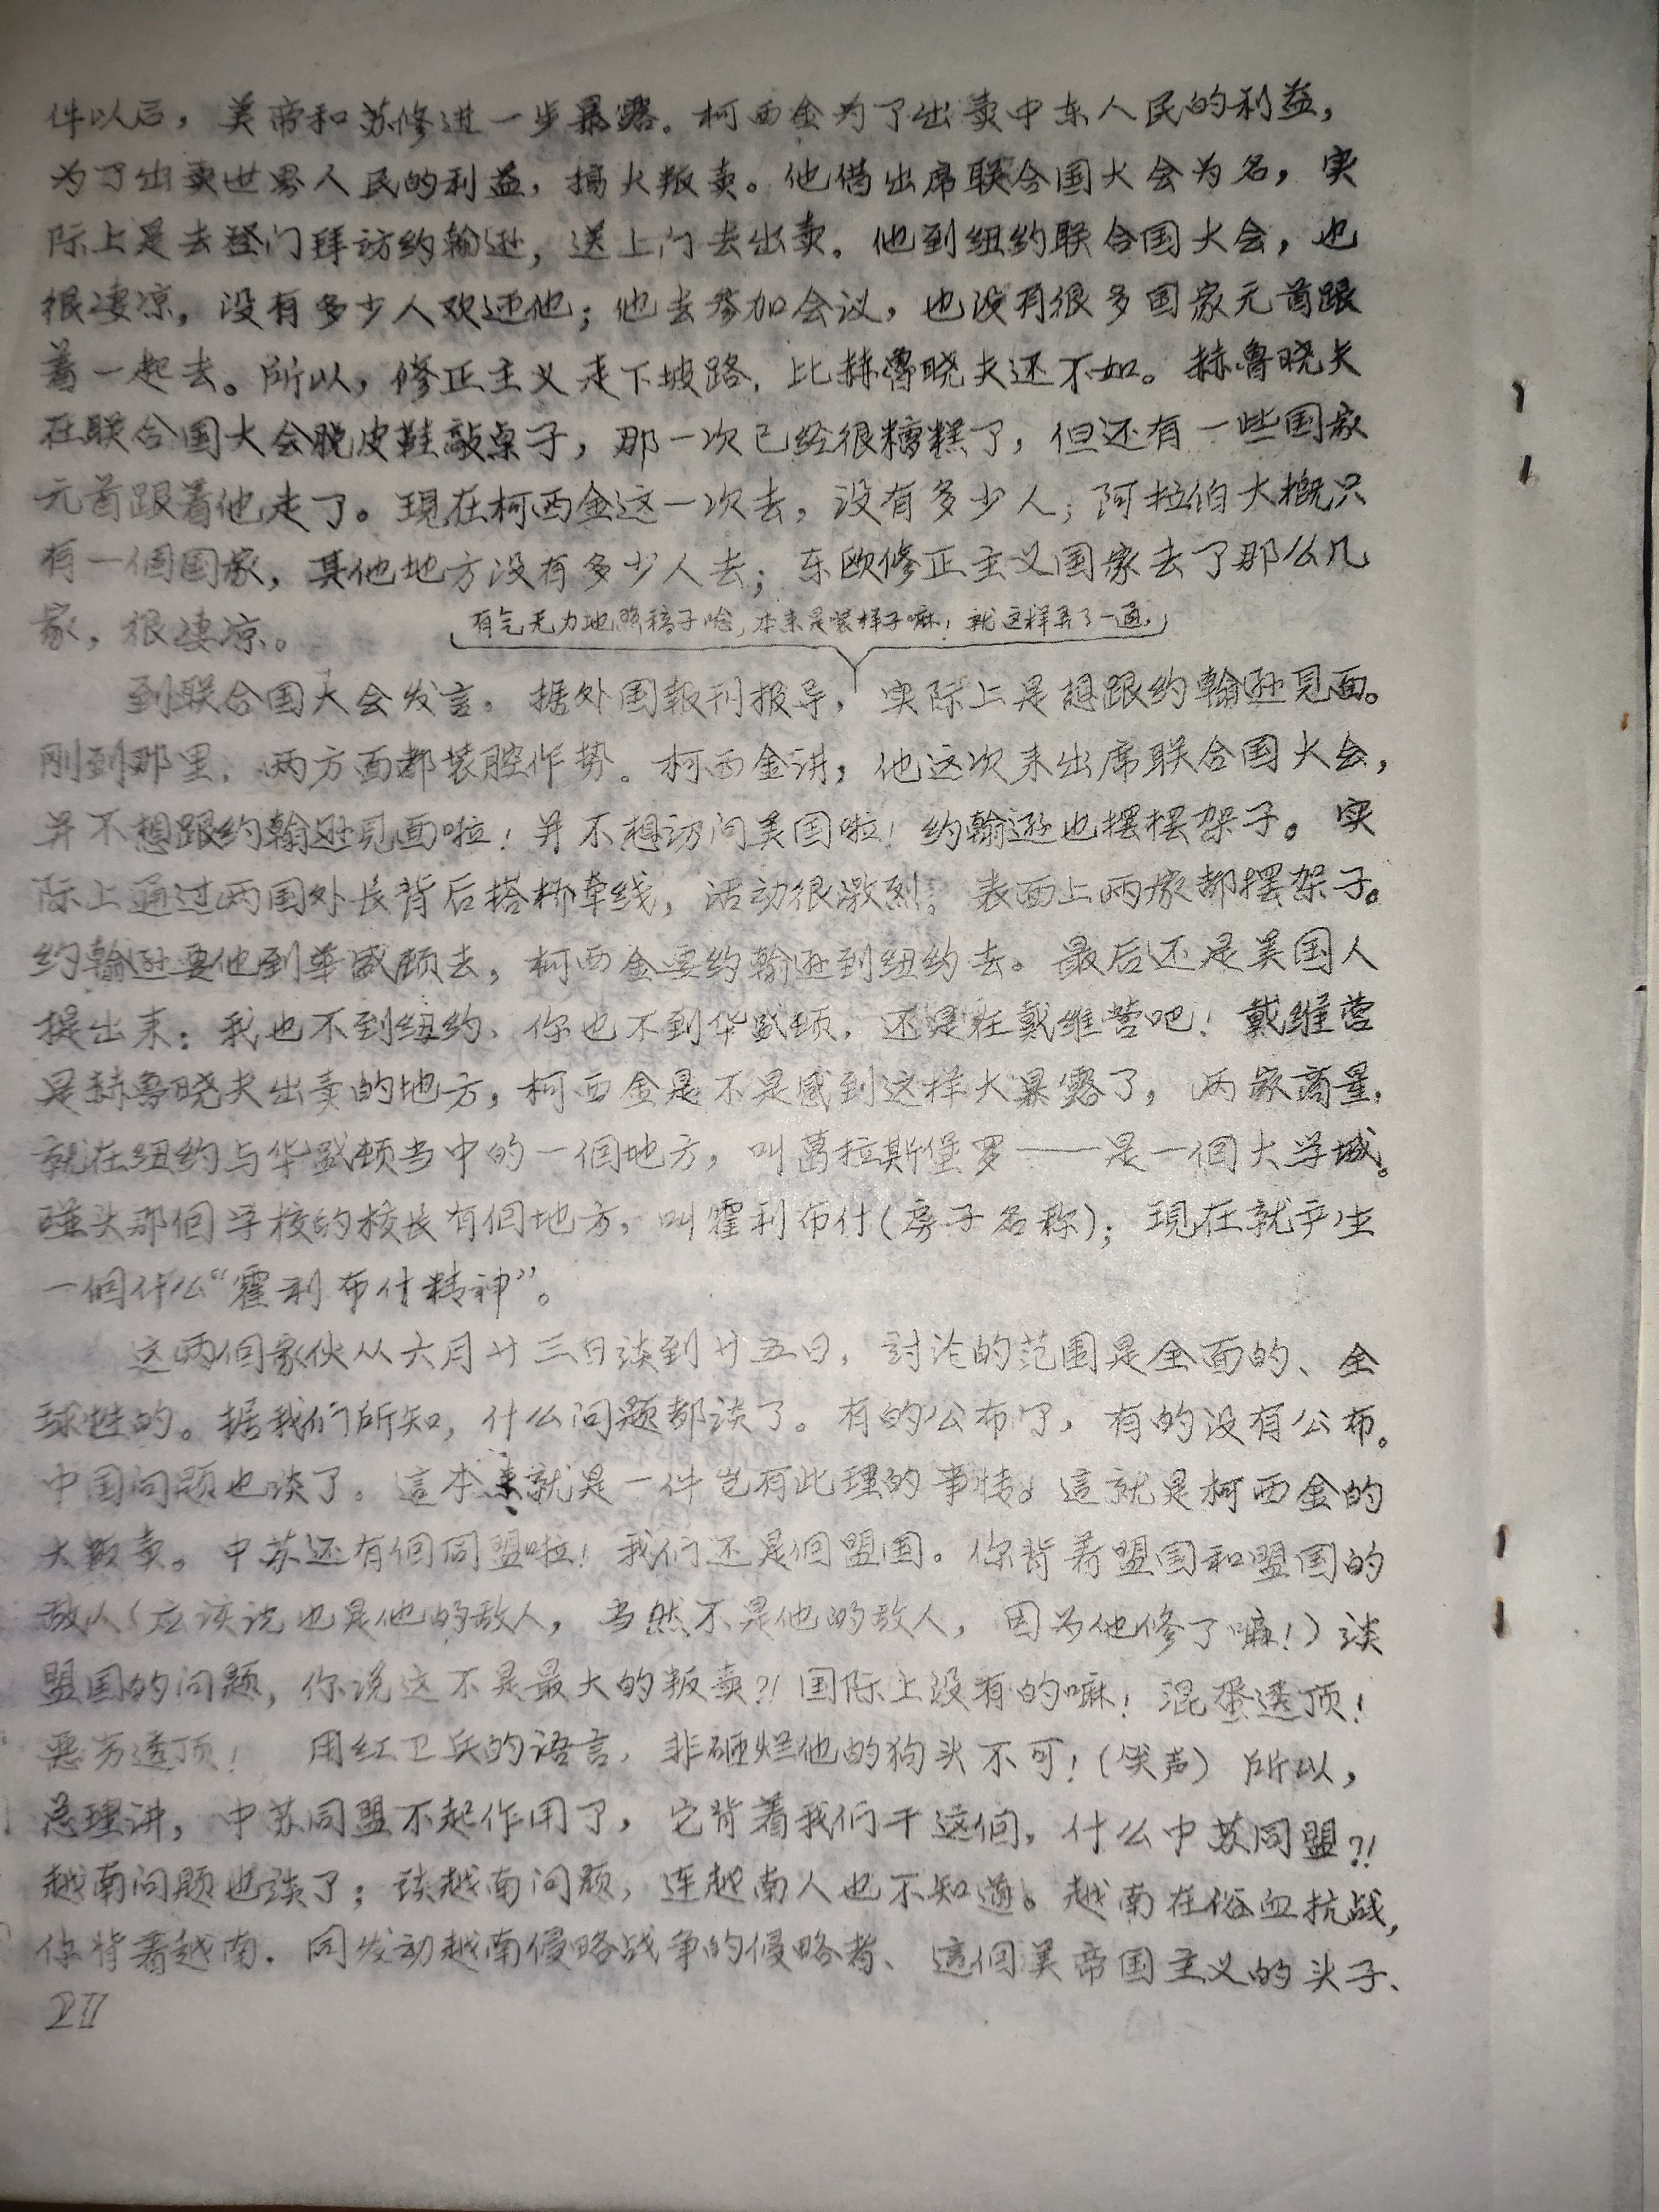 件以后，美帝和苏修进一步暴露。柯西金为了出卖中东人民的利益，
为了出卖世界人民的利益，搞大叛卖。他借出席联合国大会为名，实
际上是去登门拜访约翰逊，送上门去出卖。他到纽约联合国大会，也
很凄凉，没有多少人欢迎他；他去参加会议，也没有很多国家元首跟
着一起去。所以，修正主义走下坡路，比赫鲁晓夫还不如。赫鲁晓夫
在联合国大会脱皮鞋敲桌子，那一次已经很糟糕了，但还有一些国家
元首跟着他走了。現在柯西金这一次去，没有多少人；阿拉伯大概只
有一個国家，其他地方没有多少人去；东欧修正主义国家去了那么几
家，很凄凉。
有气无力地照稿子唸，本来是装样子嘛！就这样弄了一通，
到联合国大会发言。据外国報刊报导，实际上是想跟约翰逊見面。
刚到那里，两方面都装腔作势。柯西金讲，他这次来出席联合国大会，
并不想跟约翰逊見面啦！并不想访问美国啦！约翰逊也摆摆架子。实
际上通过两国外长背后搭桥牵线，活动很激烈；表面上两家都摆架子。
约翰逊要他到华盛顿去，柯西金要约翰逊到纽约去。最后还是美国人
提出来：我也不到纽约，你也不到华盛顿，还是在戴维营吧！戴维营
是赫鲁晓夫出卖的地方，柯西金是不是感到这样大暴露了，两家商量，
就在纽约与华盛顿当中的一個地方，叫葛拉斯堡罗——是一個大学城。
碰头那個学校的校长有個地方，叫霍利布什(房子名称)；現在就产生
一個什么“霍利布什精神”。
这两個家伙从六月廿三日谈到廿五日，討论的范围是全面的、全
球性的。据我们所知，什么问题都谈了。有的公布了，有的没有公布。
中国问题也谈了。這本来就是一件岂有此理的事情。這就是柯西金的
大叛卖。中苏还有個同盟啦！我们还是個盟国。你背着盟国和盟国的
敌人（应该说也是他的敌人，当然不是他的敌人，因为他修了嘛！）谈
盟国的问题，你说这不是最大的叛卖?!国际上没有的嘛！混蛋透顶！
恶劣透顶！用红卫兵的语言，非砸烂他的狗头不可！（笑声）所以，
总理讲，中苏同盟不起作用了，它背着我们干这個，什么中苏同盟?!
越南问题也谈了；谈越南问题，连越南人也不知道。越南在浴血抗战，
你背着越南，同发动越南侵略战争的侵略者、這個美帝国主义的头子、